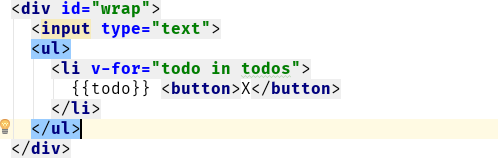 <div id="wrap">
<input type="text">
<ul>
<li v-for="todo in todos">
{{todo}} <button>X</button>
</li>
</ul>
</div>